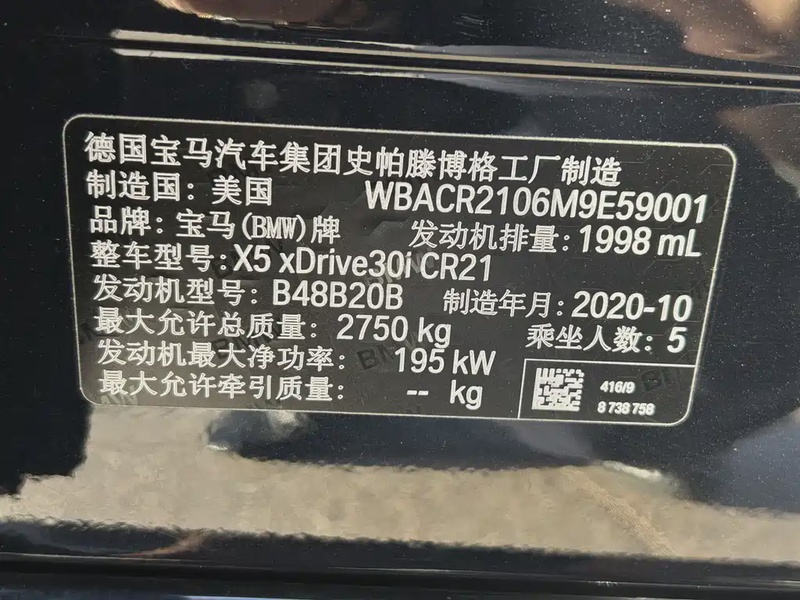 德国宝马汽车集团史帕滕博格工厂制造
制造国: 美国 WBACR2106M9E59001
品牌: 宝马(BMW)牌 发动机排量: 1998 mL
整车型号: X5 xDrive30i CR21
发动机型号: B48B20B 制造年月: 2020-10
最大允许总质量: 2750 kg 乘坐人数: 5
发动机最大净功率: 195 kW
最大允许牵引质量: -- kg
416/9
8 738 758